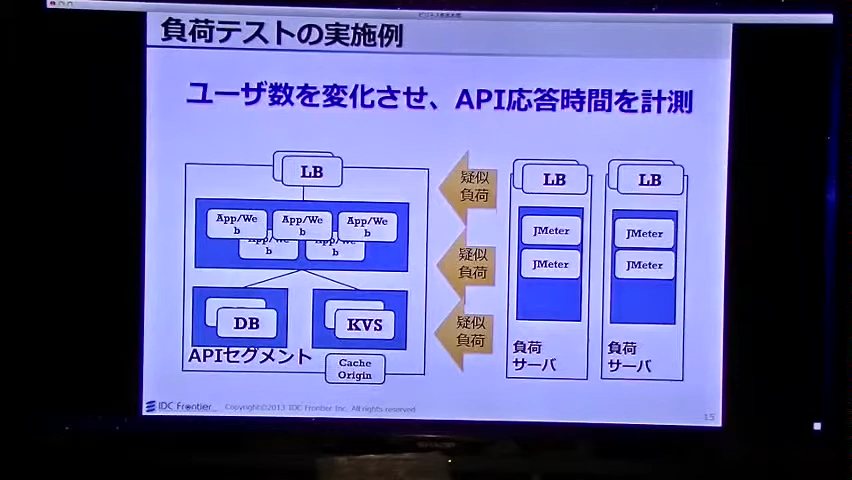 負荷テストの実施例
ユーザ数を変化させ、API応答時間を計測
LB
App/We
b
App/We
b
App/We
b
App/We
b
App/We
b
DB
KVS
APIセグメント
Cache
Origin
疑似
負荷
疑似
負荷
疑似
負荷
LB
JMeter
JMeter
負荷
サーバ
LB
JMeter
JMeter
負荷
サーバ
IDC Frontier
Copyright©2013 IDC Frontier Inc. All rights reserved.
15